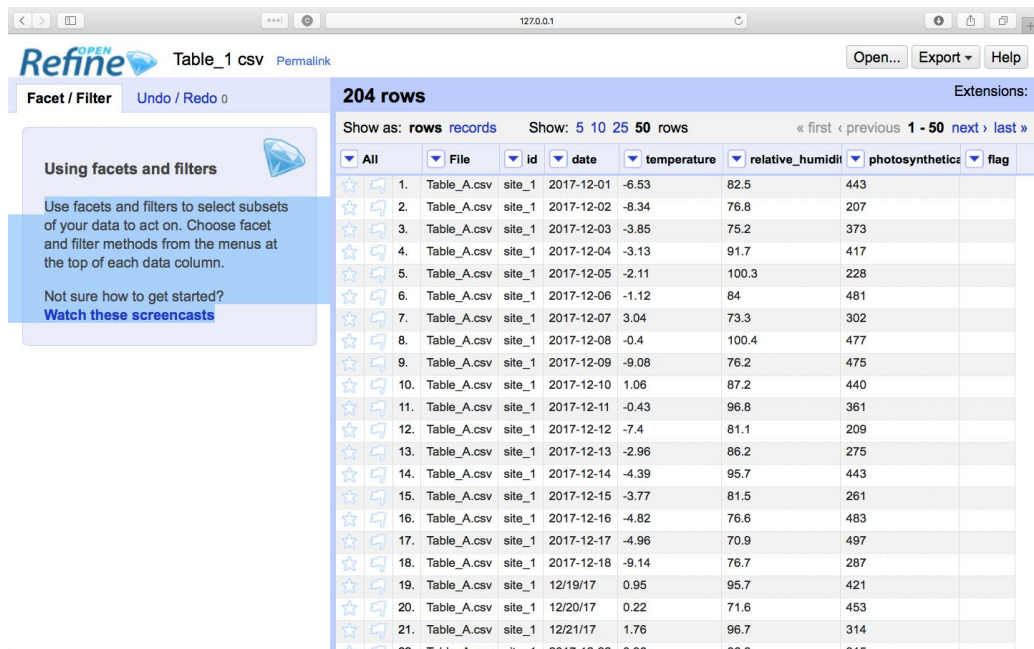 127.0.0.1
OPEN
Refine
Table_1 csv Permalink
Open... Export Help
Facet / Filter Undo / Redo 0
Using facets and filters
Use facets and filters to select subsets
of your data to act on. Choose facet
and filter methods from the menus at
the top of each data column.
Not sure how to get started?
Watch these screencasts
204 rows Extensions:
Show as: rows records Show: 5 10 25 50 rows « first ‹ previous 1 - 50 next › last »
All File id date temperature relative_humidit photosynthetica flag
1. Table_A.csv site_1 2017-12-01 -6.53 82.5 443
2. Table_A.csv site_1 2017-12-02 -8.34 76.8 207
3. Table_A.csv site_1 2017-12-03 -3.85 75.2 373
4. Table_A.csv site_1 2017-12-04 -3.13 91.7 417
5. Table_A.csv site_1 2017-12-05 -2.11 100.3 228
6. Table_A.csv site_1 2017-12-06 -1.12 84 481
7. Table_A.csv site_1 2017-12-07 3.04 73.3 302
8. Table_A.csv site_1 2017-12-08 -0.4 100.4 477
9. Table_A.csv site_1 2017-12-09 -9.08 76.2 475
10. Table_A.csv site_1 2017-12-10 1.06 87.2 440
11. Table_A.csv site_1 2017-12-11 -0.43 96.8 361
12. Table_A.csv site_1 2017-12-12 -7.4 81.1 209
13. Table_A.csv site_1 2017-12-13 -2.96 86.2 275
14. Table_A.csv site_1 2017-12-14 -4.39 95.7 443
15. Table_A.csv site_1 2017-12-15 -3.77 81.5 261
16. Table_A.csv site_1 2017-12-16 -4.82 76.6 483
17. Table_A.csv site_1 2017-12-17 -4.96 70.9 497
18. Table_A.csv site_1 2017-12-18 -9.14 76.7 287
19. Table_A.csv site_1 12/19/17 0.95 95.7 421
20. Table_A.csv site_1 12/20/17 0.22 71.6 453
21. Table_A.csv site_1 12/21/17 1.76 96.7 314